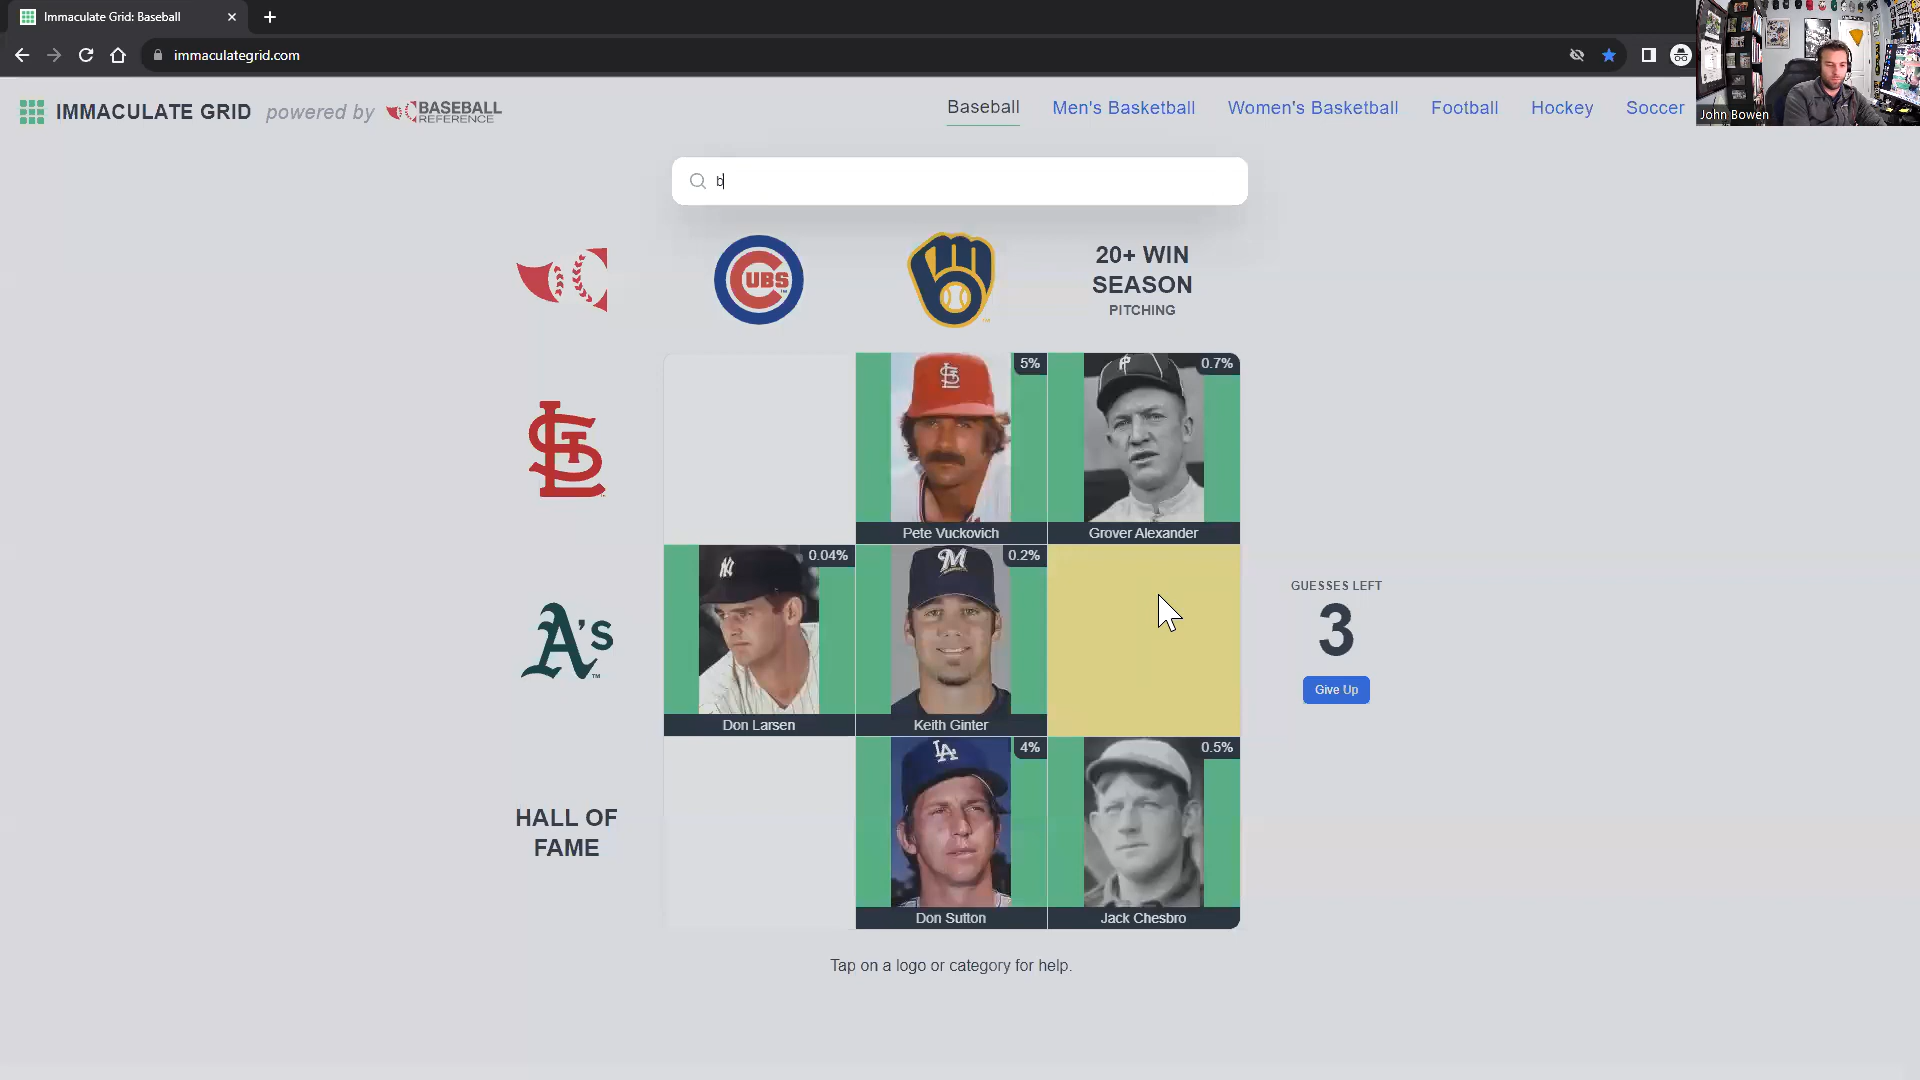 Immaculate Grid: Baseball
immaculategrid.com
John Bowen
IMMACULATE GRID powered by BASEBALL REFERENCE
Baseball Men's Basketball Women's Basketball Football Hockey Soccer
b
CUBS
20+ WIN
SEASON
PITCHING
5%
0.7%
STL
Pete Vuckovich
Grover Alexander
0.04%
0.2%
A's
Don Larsen
Keith Ginter
GUESSES LEFT
3
Give Up
4%
0.5%
HALL OF
FAME
Don Sutton
Jack Chesbro
Tap on a logo or category for help.